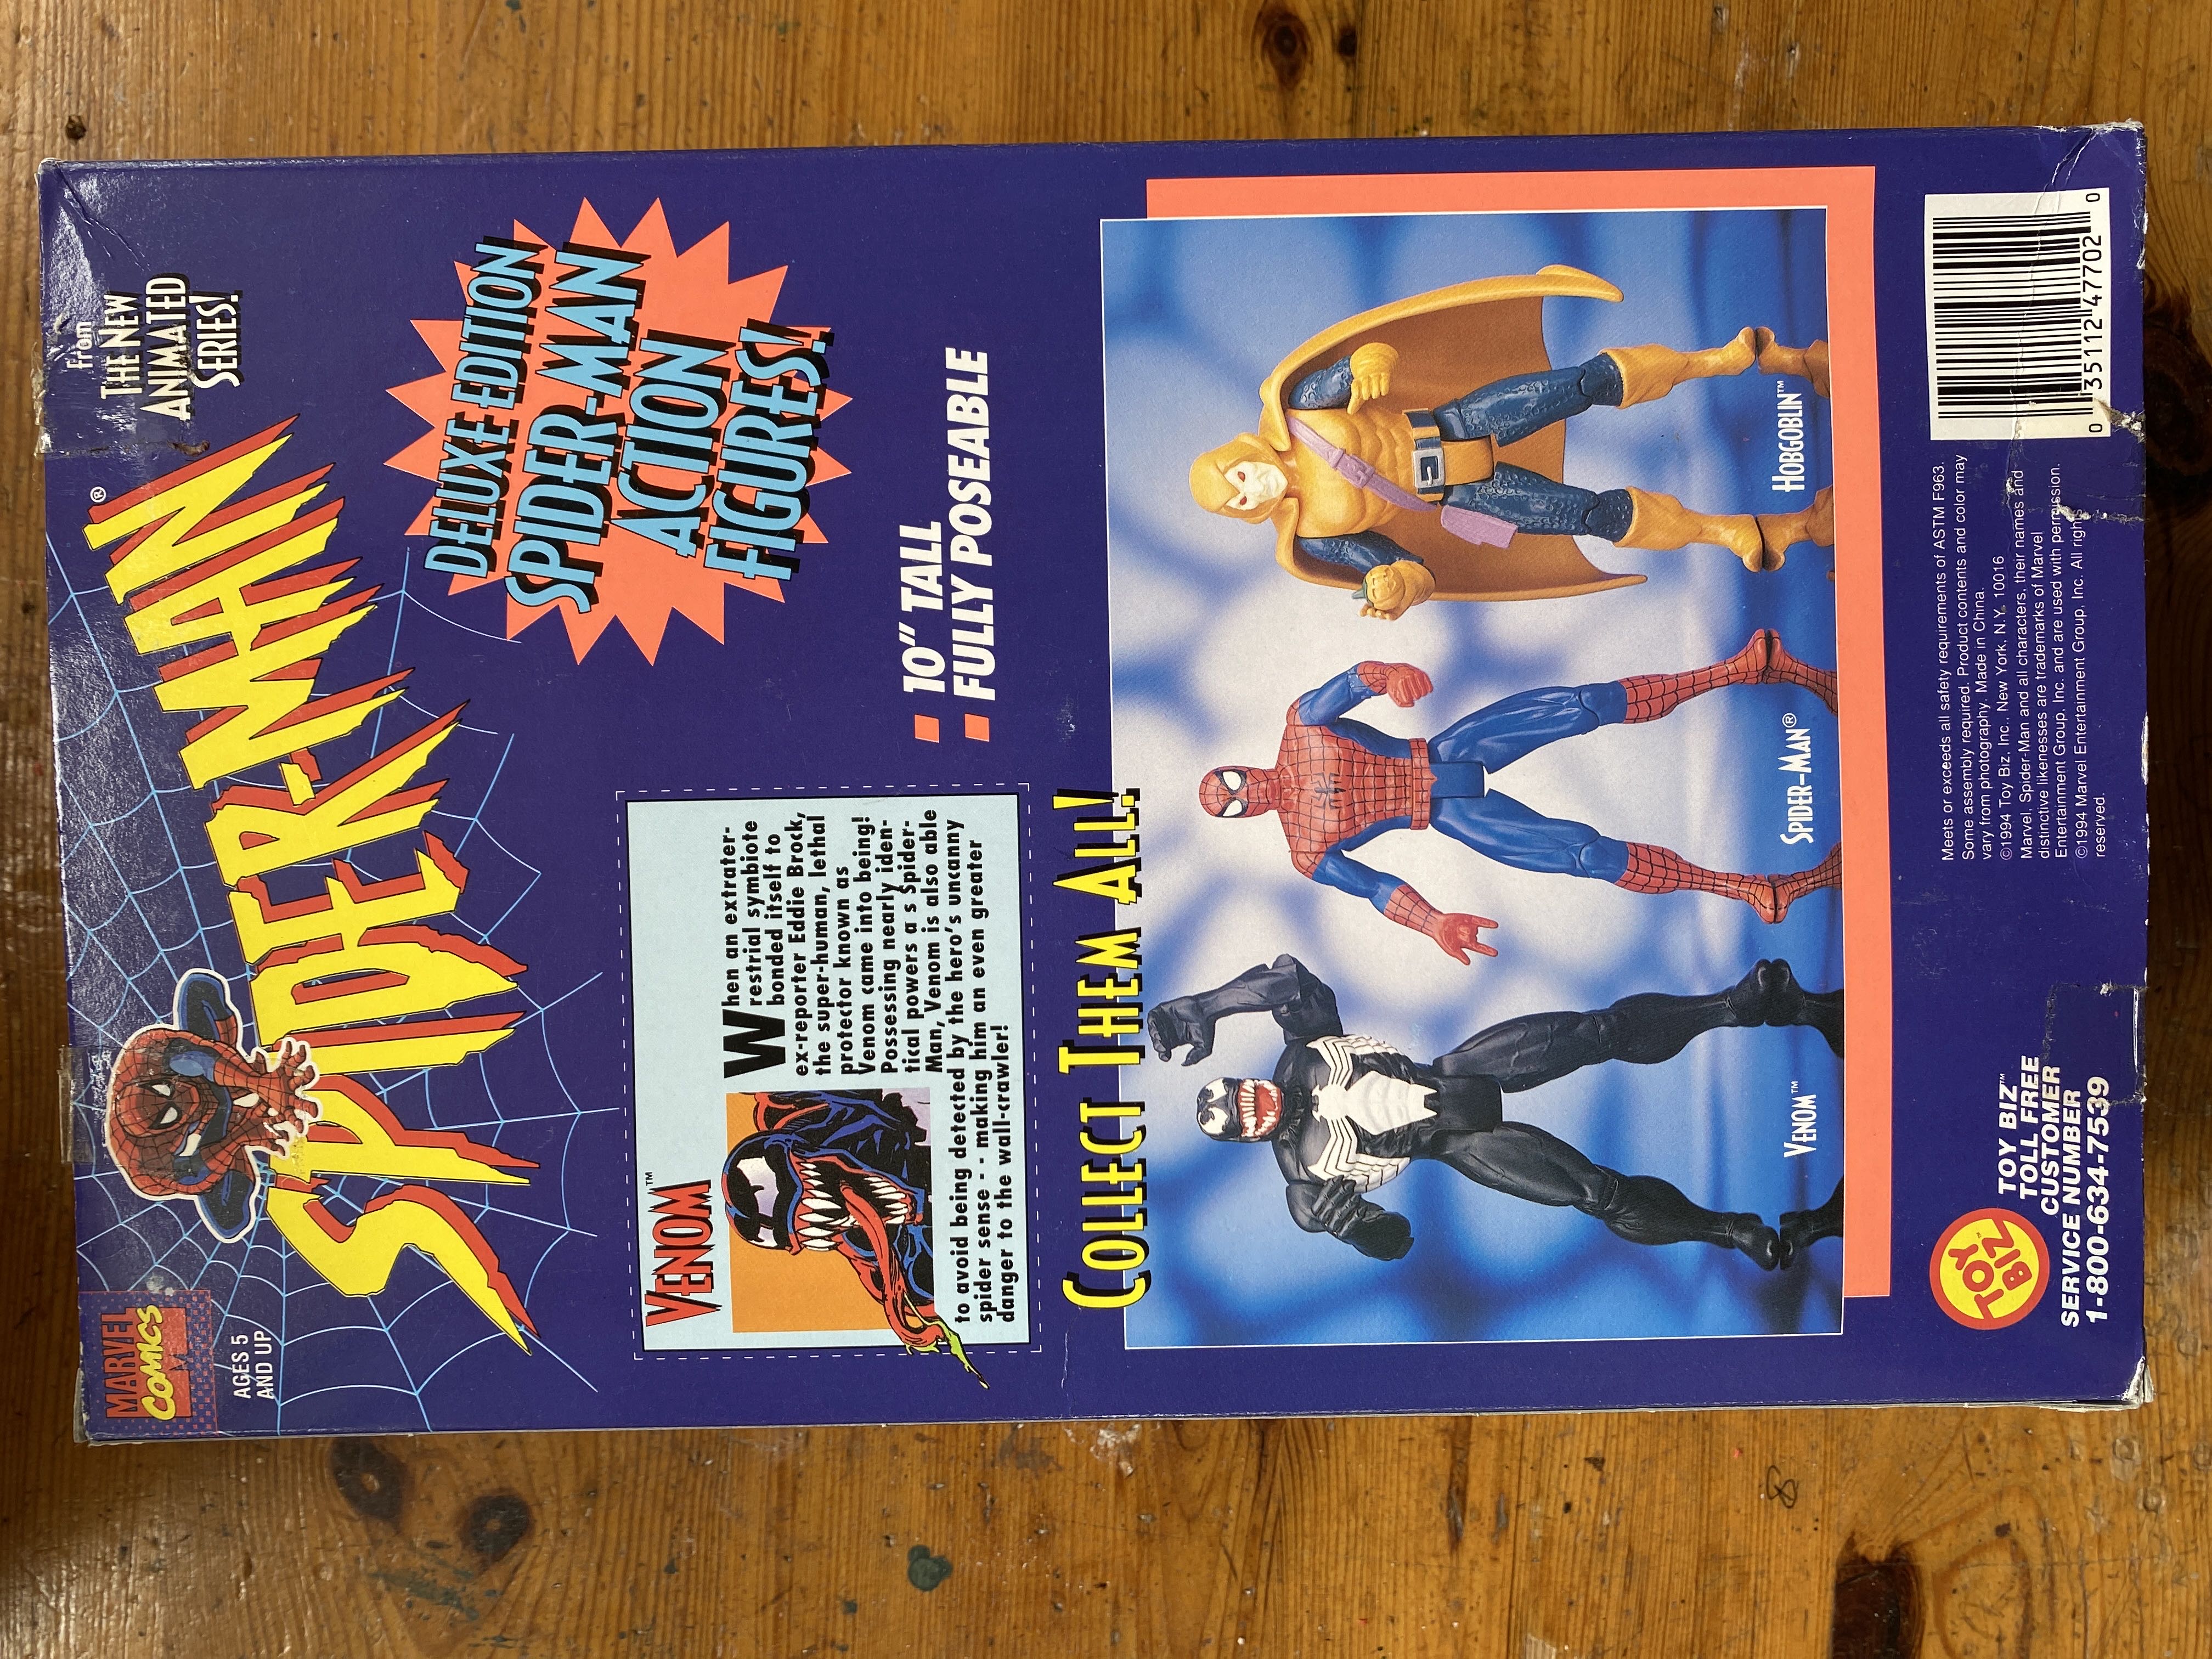 MARVEL
COMICS
AGES 5
AND UP
SPIDER-MAN®
From
THE NEW
ANIMATED
SERIES!
DELUXE EDITION
SPIDER-MAN
ACTION
FIGURES!
VENOM™
When an extrater-
restrial symbiote
bonded itself to
ex-reporter Eddie Brock,
the super-human, lethal
protector known as
Venom came into being!
Possessing nearly iden-
tical powers a s Spider-
Man, Venom is also able
to avoid being detected by the hero's uncanny
spider sense - - making him an even greater
danger to the wall-crawler!
10" TALL
FULLY POSEABLE
COLLECT THEM ALL!
VENOM™
SPIDER-MAN®
HOBGOBLIN™
TOY
BIZ
TOY BIZ™
TOLL FREE
CUSTOMER
SERVICE NUMBER
1-800-634-7539
Meets or exceeds all safety requirements of ASTM F963.
Some assembly required. Product contents and color may
vary from photography. Made in China.
©1994 Toy Biz, Inc., New York, N.Y. 10016
Marvel, Spider-Man and all characters, their names and
distinctive likenesses are trademarks of Marvel
Entertainment Group, Inc. and are used with permission.
©1994 Marvel Entertainment Group, Inc. All rights
reserved.
0 35112 47702 0